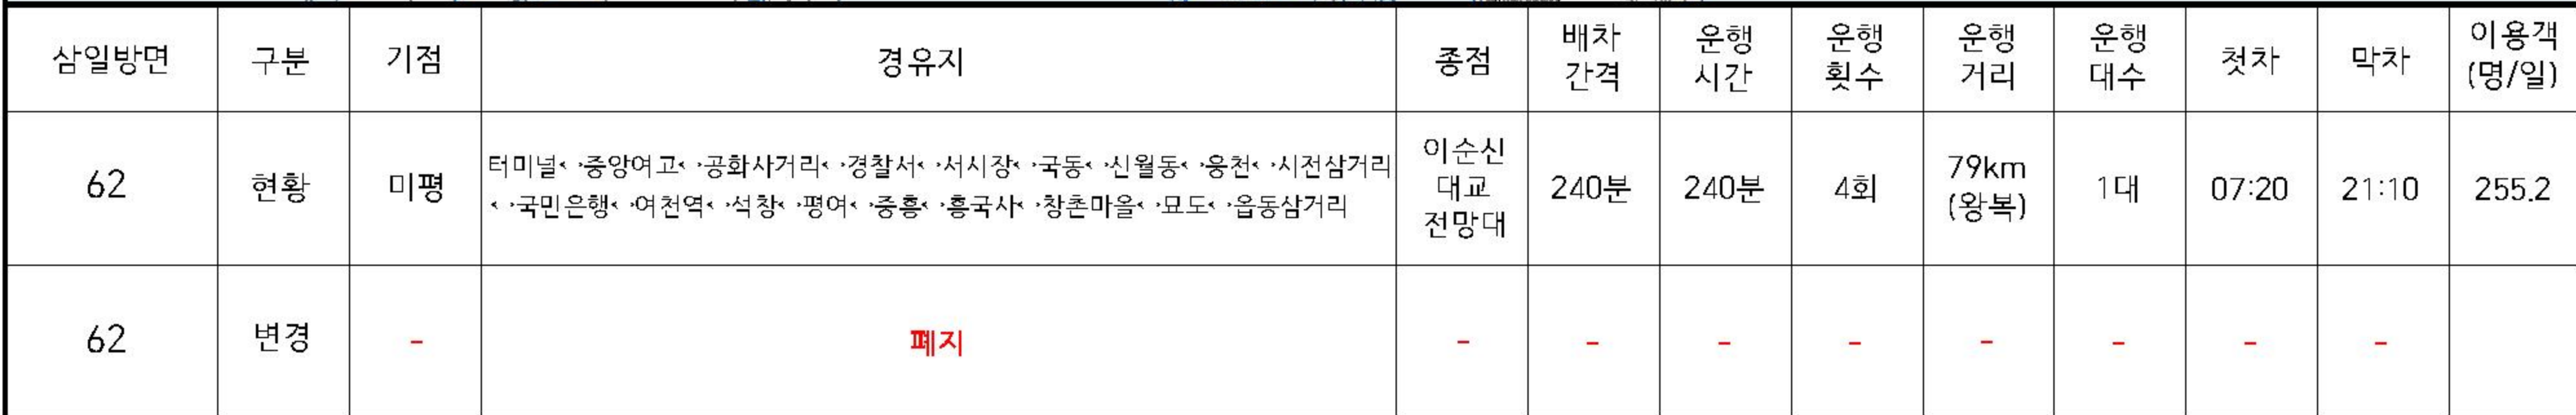 삼일방면 구분 기점 경유지 종점 배차 간격 운행 시간 운행 횟수 운행 거리 운행 대수 첫차 막차 이용객 (명/일)
62 현황 미평 터미널< >중앙여고< >공화사거리< >경찰서< >서시장< >국동< >신월동< >웅천< >시전삼거리
< >국민은행< >여천역< >석창< >평여< >중흥< >흥국사< >창촌마을< >묘도< >읍동삼거리
이순신 대교 전망대 240분 240분 4회 79km (왕복) 1대 07:20 21:10 255.2
62 변경 - 폐지 - - - - - - - -